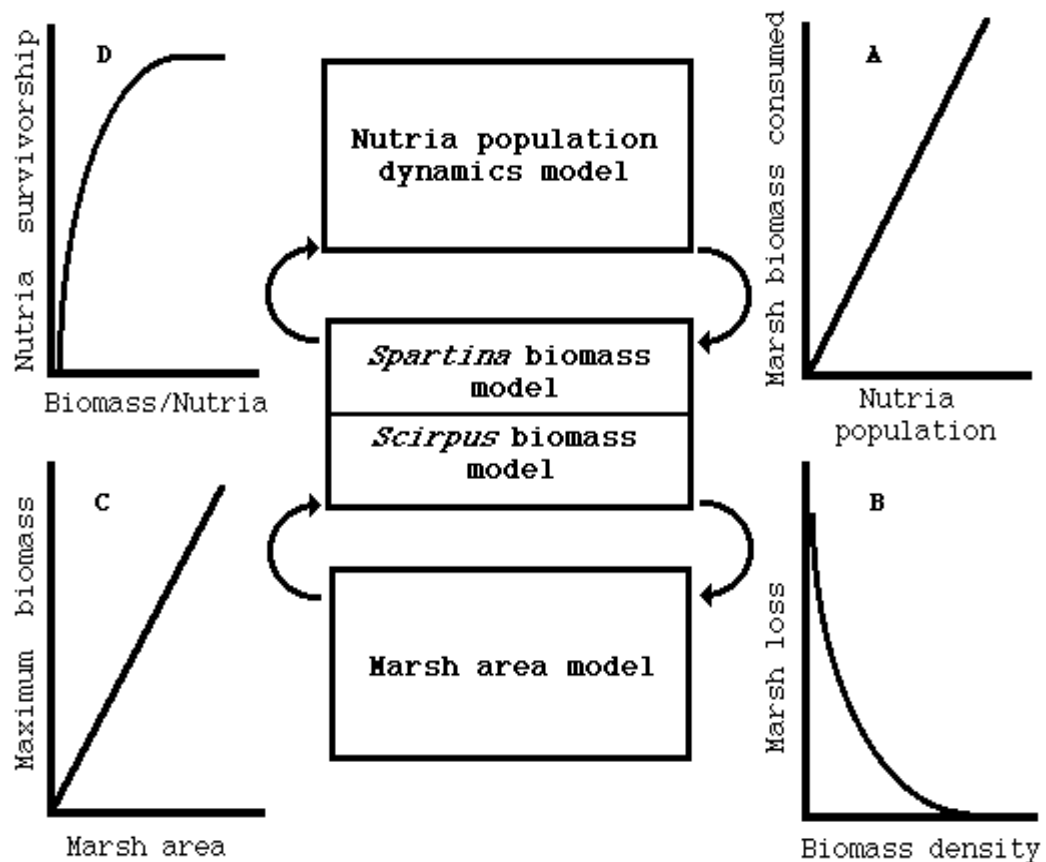 D
Nutria survivorship
Biomass/Nutria
Nutria population
dynamics model
A
Marsh biomass consumed
Nutria
population
Spartina biomass
model
Scirpus biomass
model
C
Maximum biomass
Marsh area
Marsh area model
B
Marsh loss
Biomass density